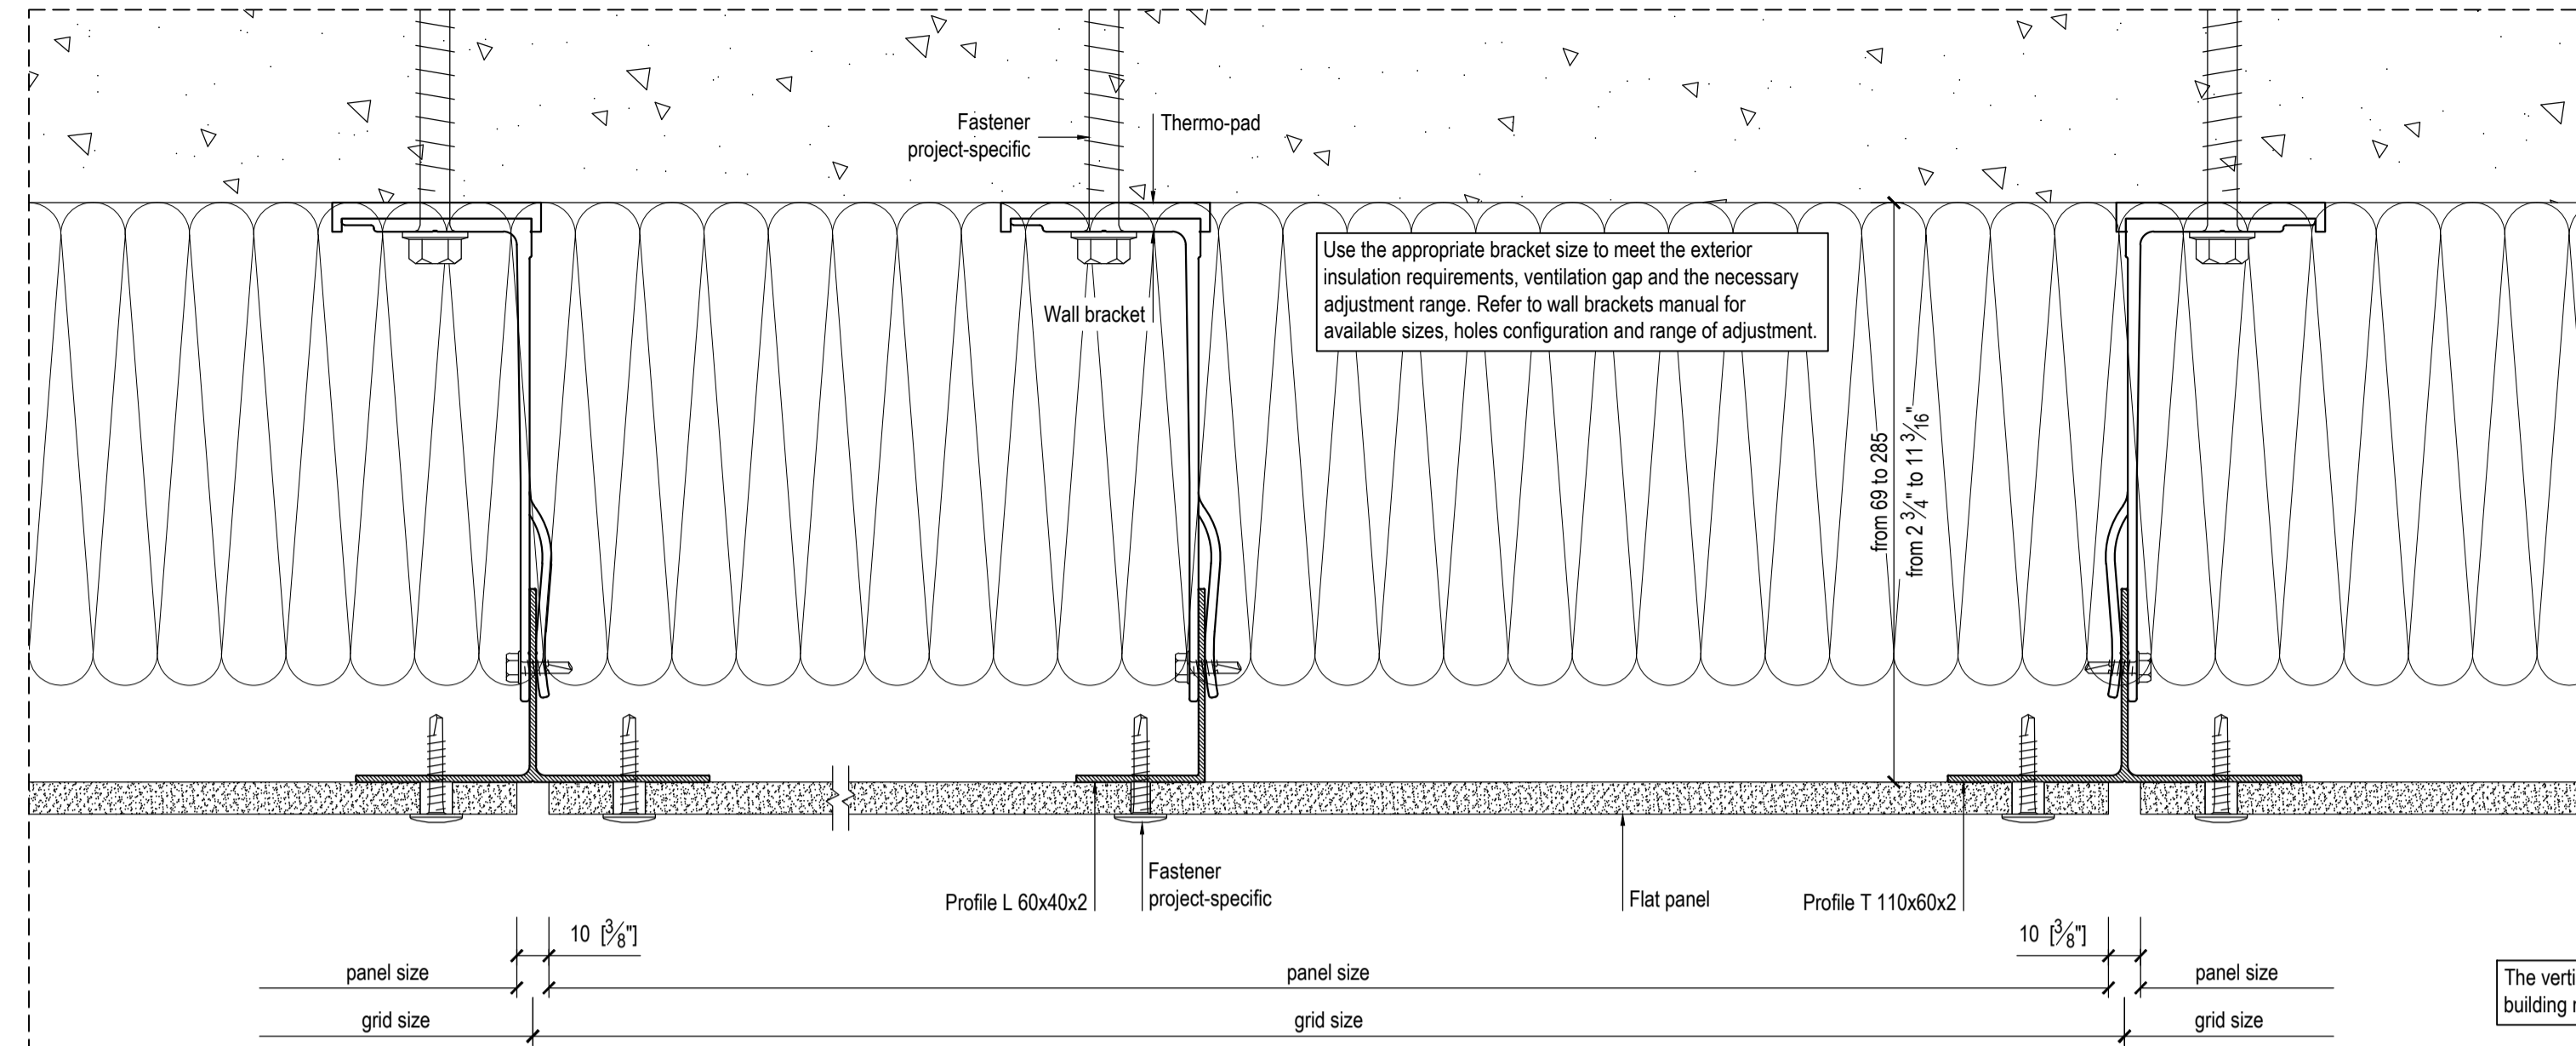 Fastener
project-specific
Thermo-pad
Wall bracket
Use the appropriate bracket size to meet the exterior
insulation requirements, ventilation gap and the necessary
adjustment range. Refer to wall brackets manual for
available sizes, holes configuration and range of adjustment.
from 69 to 285
from 2 3/4" to 11 3/16"
Profile L 60x40x2
Fastener
project-specific
Flat panel
Profile T 110x60x2
10 [3/8"]
10 [3/8"]
panel size
panel size
panel size
The verti
building
grid size
grid size
grid size